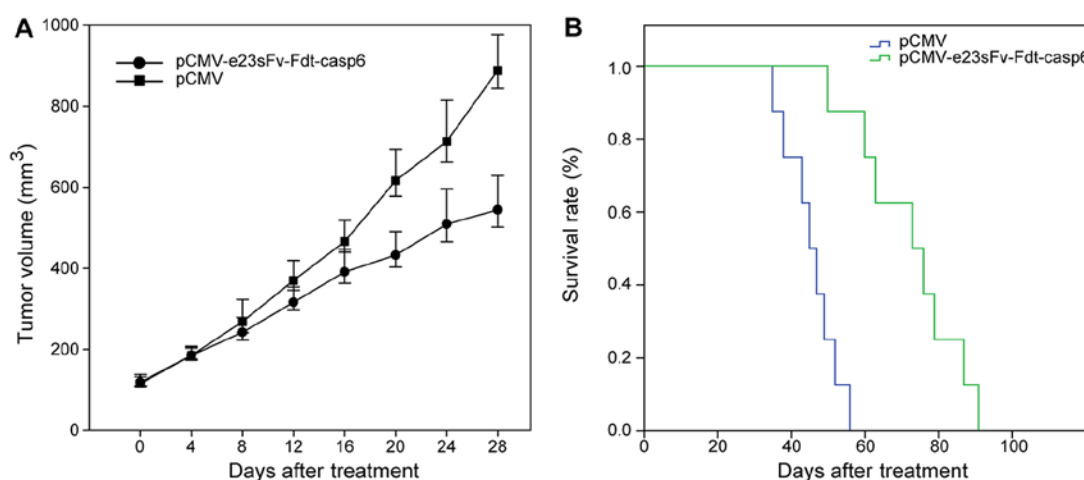 A
pCMV-e23sFv-Fdt-casp6
pCMV
Tumor volume (mm3)
1000
800
600
400
200
0
0 4 8 12 16 20 24 28
Days after treatment
B
pCMV
pCMV-e23sFv-Fdt-casp6
Survival rate (%)
1.0
0.8
0.6
0.4
0.2
0.0
0 20 40 60 80 100
Days after treatment